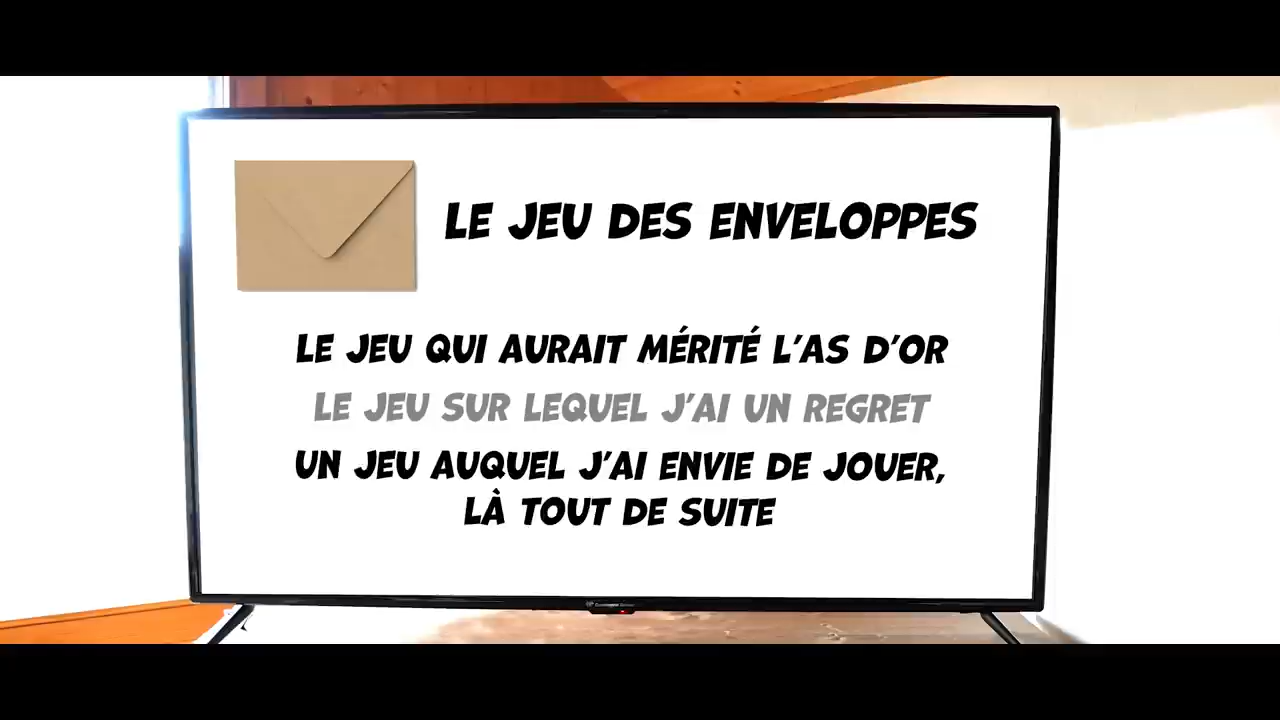 LE JEU DES ENVELOPPES
LE JEU QUI AURAIT MÉRITÉ L'AS D'OR
LE JEU SUR LEQUEL J'AI UN REGRET
UN JEU AUQUEL J'AI ENVIE DE JOUER,
LÀ TOUT DE SUITE